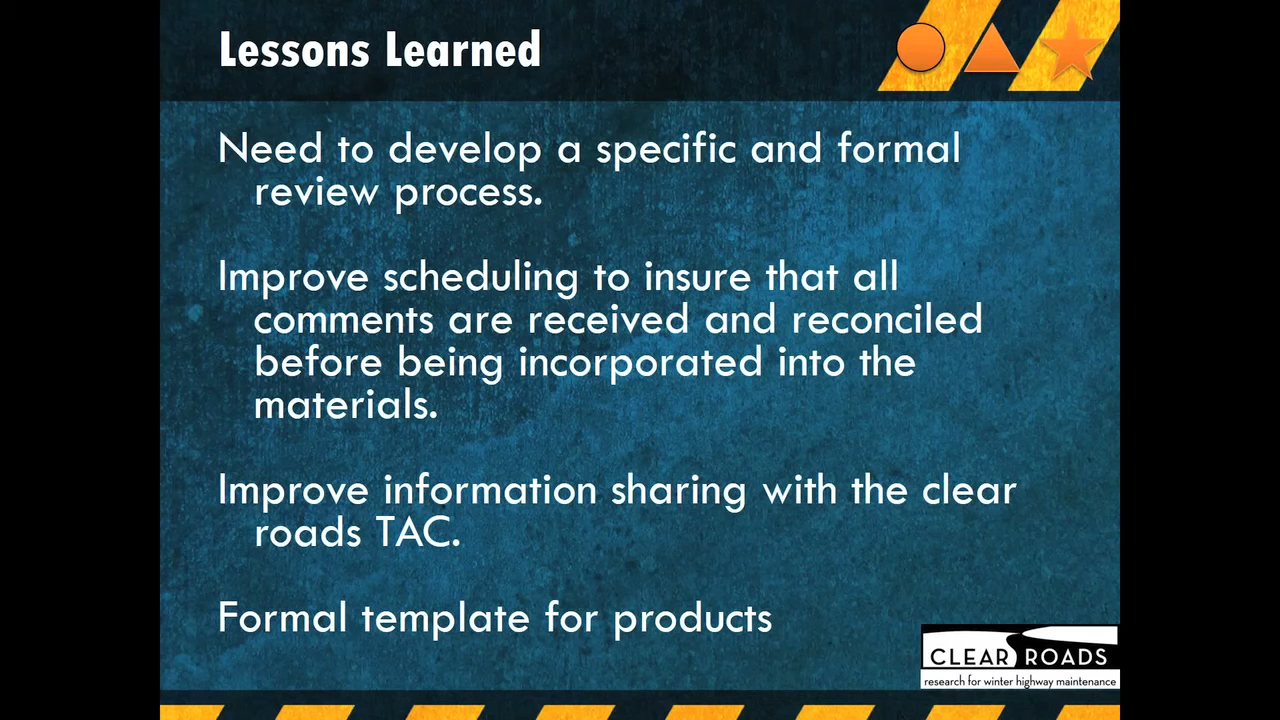 Lessons Learned
Need to develop a specific and formal
review process.
Improve scheduling to insure that all
comments are received and reconciled
before being incorporated into the
materials.
Improve information sharing with the clear
roads TAC.
Formal template for products
CLEAR ROADS
research for winter highway maintenance